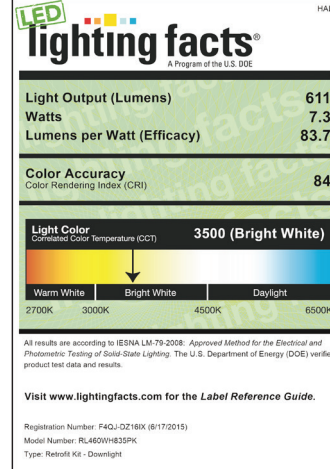 HAL
LED
lighting facts®
A Program of the U.S. DOE
Light Output (Lumens) 611
Watts 7.3
Lumens per Watt (Efficacy) 83.7
Color Accuracy 84
Color Rendering Index (CRI)
Light Color 3500 (Bright White)
Correlated Color Temperature (CCT)
Warm White Bright White Daylight
2700K 3000K 4500K 6500K
All results are according to IESNA LM-79-2008: Approved Method for the Electrical and
Photometric Testing of Solid-State Lighting. The U.S. Department of Energy (DOE) verifie
product test data and results.
Visit www.lightingfacts.com for the Label Reference Guide.
Registration Number: F4QJ-DZ16IX (6/17/2015)
Model Number: RL460WH835PK
Type: Retrofit Kit - Downlight